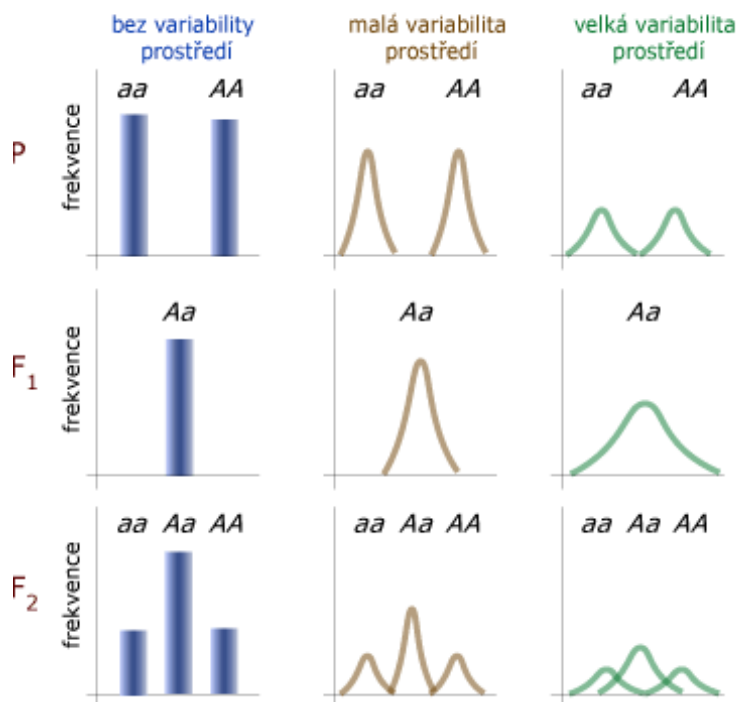 bez variability
prostředí
malá variabilita
prostředí
velká variabilita
prostředí
P
frekvence
aa AA
aa AA
aa AA
F1
frekvence
Aa
Aa
Aa
F2
frekvence
aa Aa AA
aa Aa AA
aa Aa AA